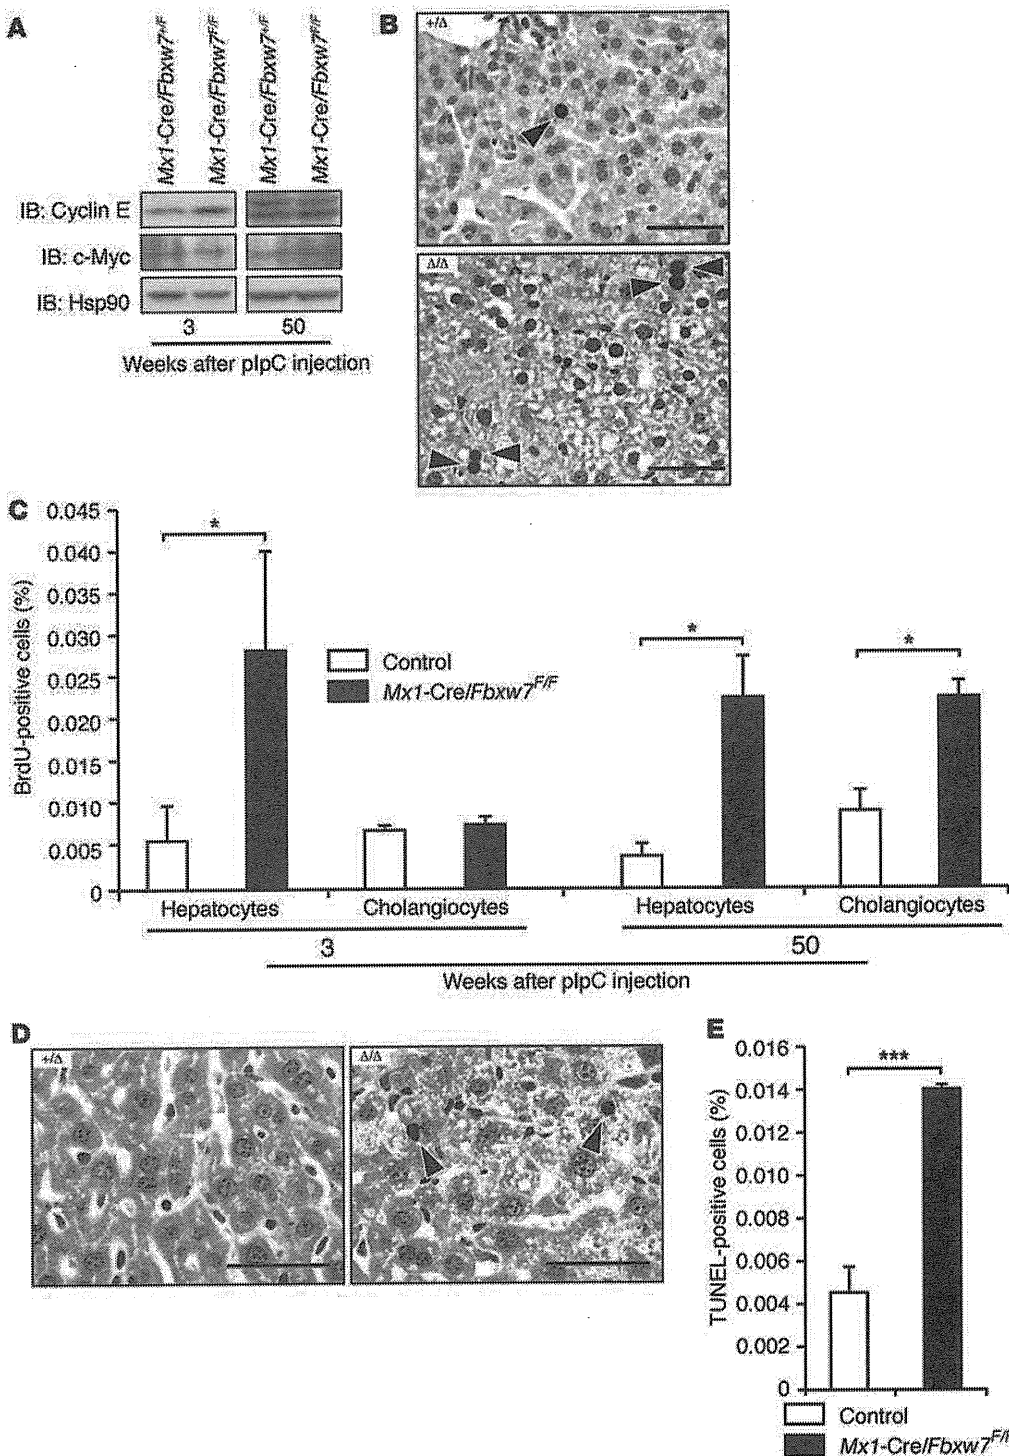 A
Mx1-Cre/Fbxw7+/F
Mx1-Cre/Fbxw7F/F
Mx1-Cre/Fbxw7+/F
Mx1-Cre/Fbxw7F/F
IB: Cyclin E
IB: c-Myc
IB: Hsp90
3 50
Weeks after pIpC injection
B
+/Δ
Δ/Δ
C
BrdU-positive cells (%)
0.045
0.040
0.035
0.030
0.025
0.020
0.015
0.010
0.005
0
*
*
*
Control
Mx1-Cre/Fbxw7F/F
Hepatocytes Cholangiocytes Hepatocytes Cholangiocytes
3 50
Weeks after pIpC injection
D
+/Δ
Δ/Δ
E
TUNEL-positive cells (%)
0.016
0.014
0.012
0.010
0.008
0.006
0.004
0.002
0
***
Control
Mx1-Cre/Fbxw7F/F